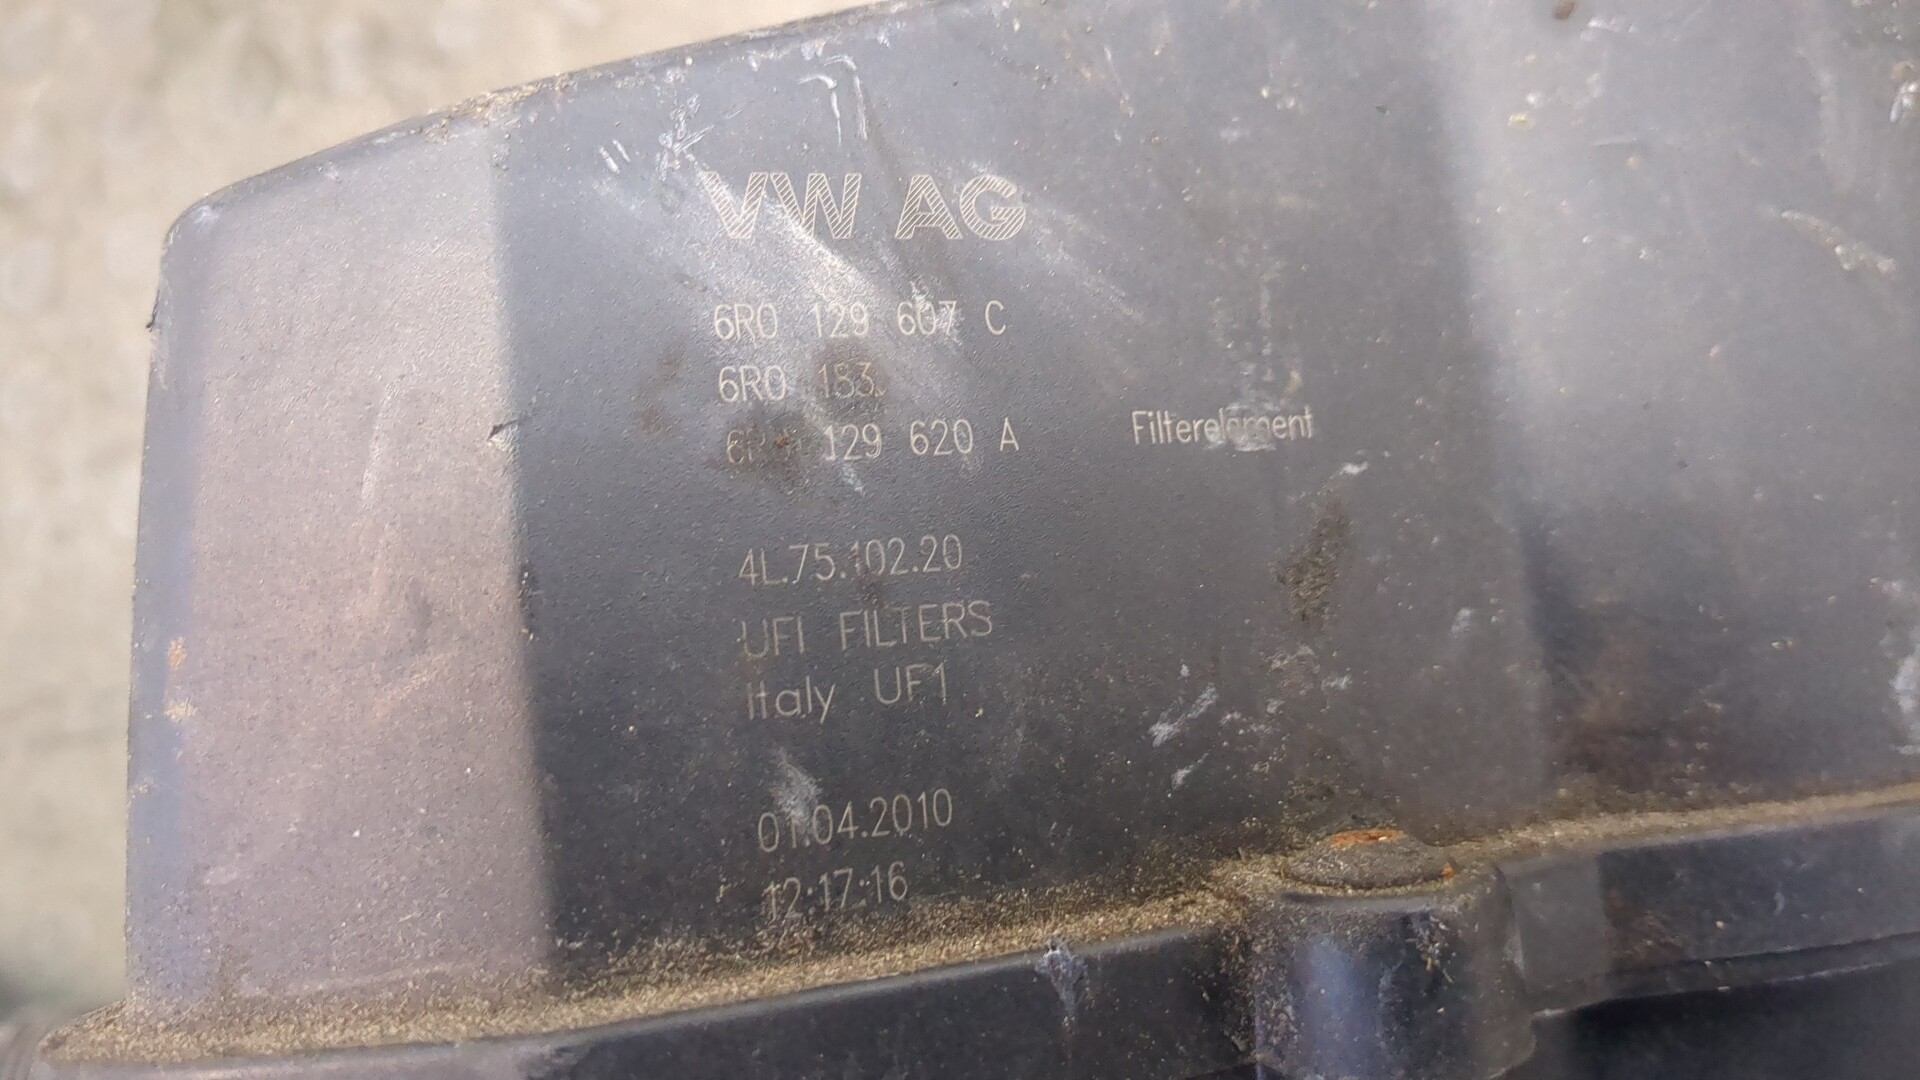 VW AG
6R0 129 607 C
6R0 183
129 620 A Filterelement
4L.75.102.20
UFI FILTERS
Italy UF1
01.04.2010
12:17:16